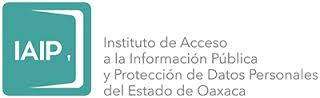 IAIP
Instituto de Acceso
a la Información Pública
y Protección de Datos Personales
del Estado de Oaxaca